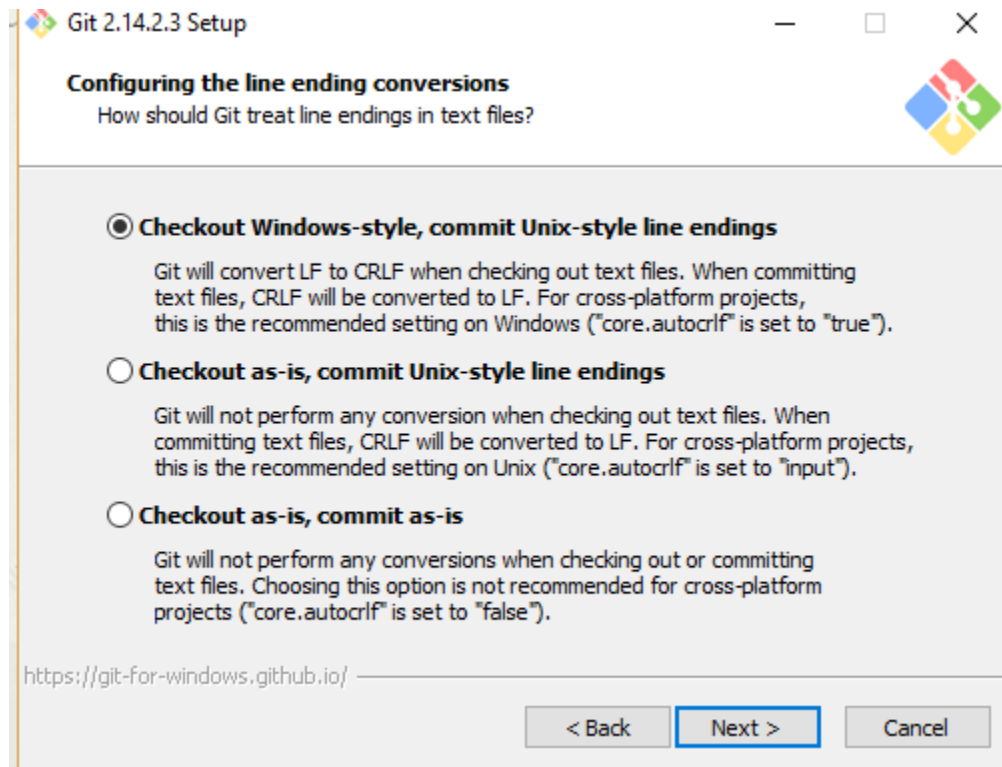 Git 2.14.2.3 Setup
Configuring the line ending conversions
How should Git treat line endings in text files?
Checkout Windows-style, commit Unix-style line endings
Git will convert LF to CRLF when checking out text files. When committing
text files, CRLF will be converted to LF. For cross-platform projects,
this is the recommended setting on Windows ("core.autocrlf" is set to "true").
Checkout as-is, commit Unix-style line endings
Git will not perform any conversion when checking out text files. When
committing text files, CRLF will be converted to LF. For cross-platform projects,
this is the recommended setting on Unix ("core.autocrlf" is set to "input").
Checkout as-is, commit as-is
Git will not perform any conversions when checking out or committing
text files. Choosing this option is not recommended for cross-platform
projects ("core.autocrlf" is set to "false").
https://git-for-windows.github.io/
< Back Next > Cancel